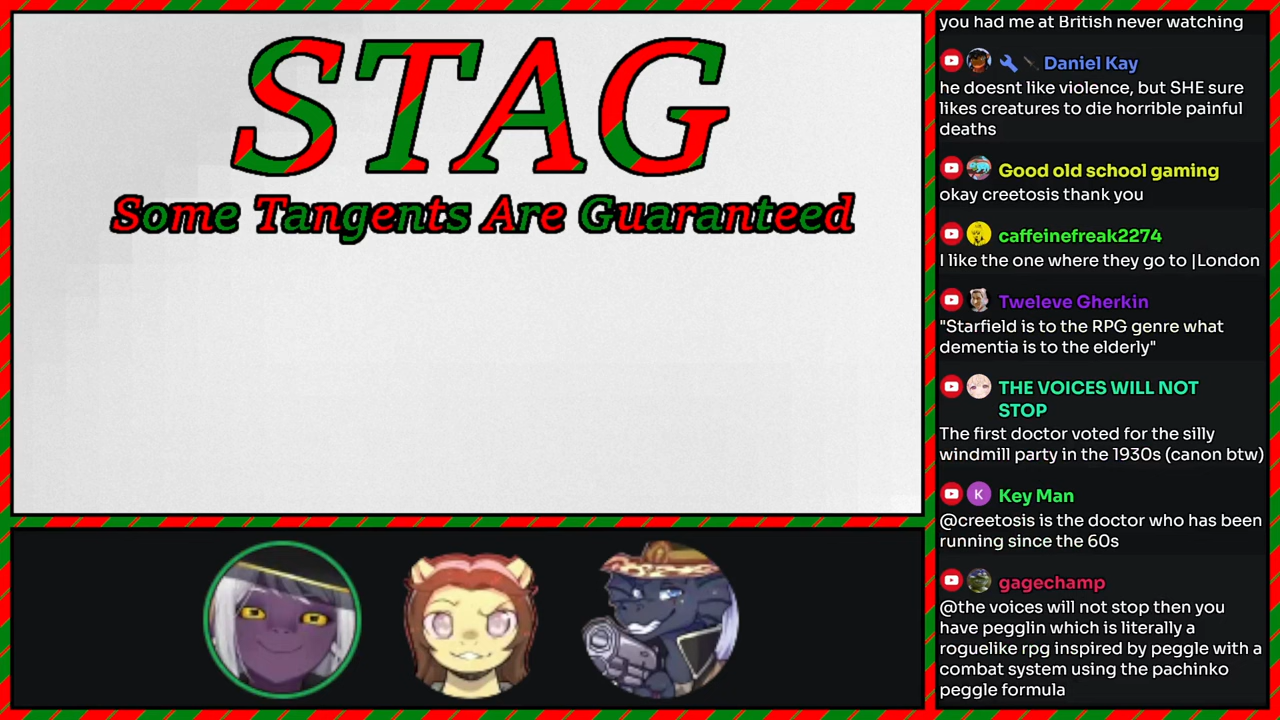 STAG
Some Tangents Are Guaranteed
you had me at British never watching
Daniel Kay
he doesnt like violence, but SHE sure
likes creatures to die horrible painful
deaths
Good old school gaming
okay creetosis thank you
caffeinefreak2274
I like the one where they go to |London
Tweleve Gherkin
"Starfield is to the RPG genre what
dementia is to the elderly"
THE VOICES WILL NOT
STOP
The first doctor voted for the silly
windmill party in the 1930s (canon btw)
K
Key Man
@creetosis is the doctor who has been
running since the 60s
gagechamp
@the voices will not stop then you
have pegglin which is literally a
roguelike rpg inspired by peggle with a
combat system using the pachinko
peggle formula